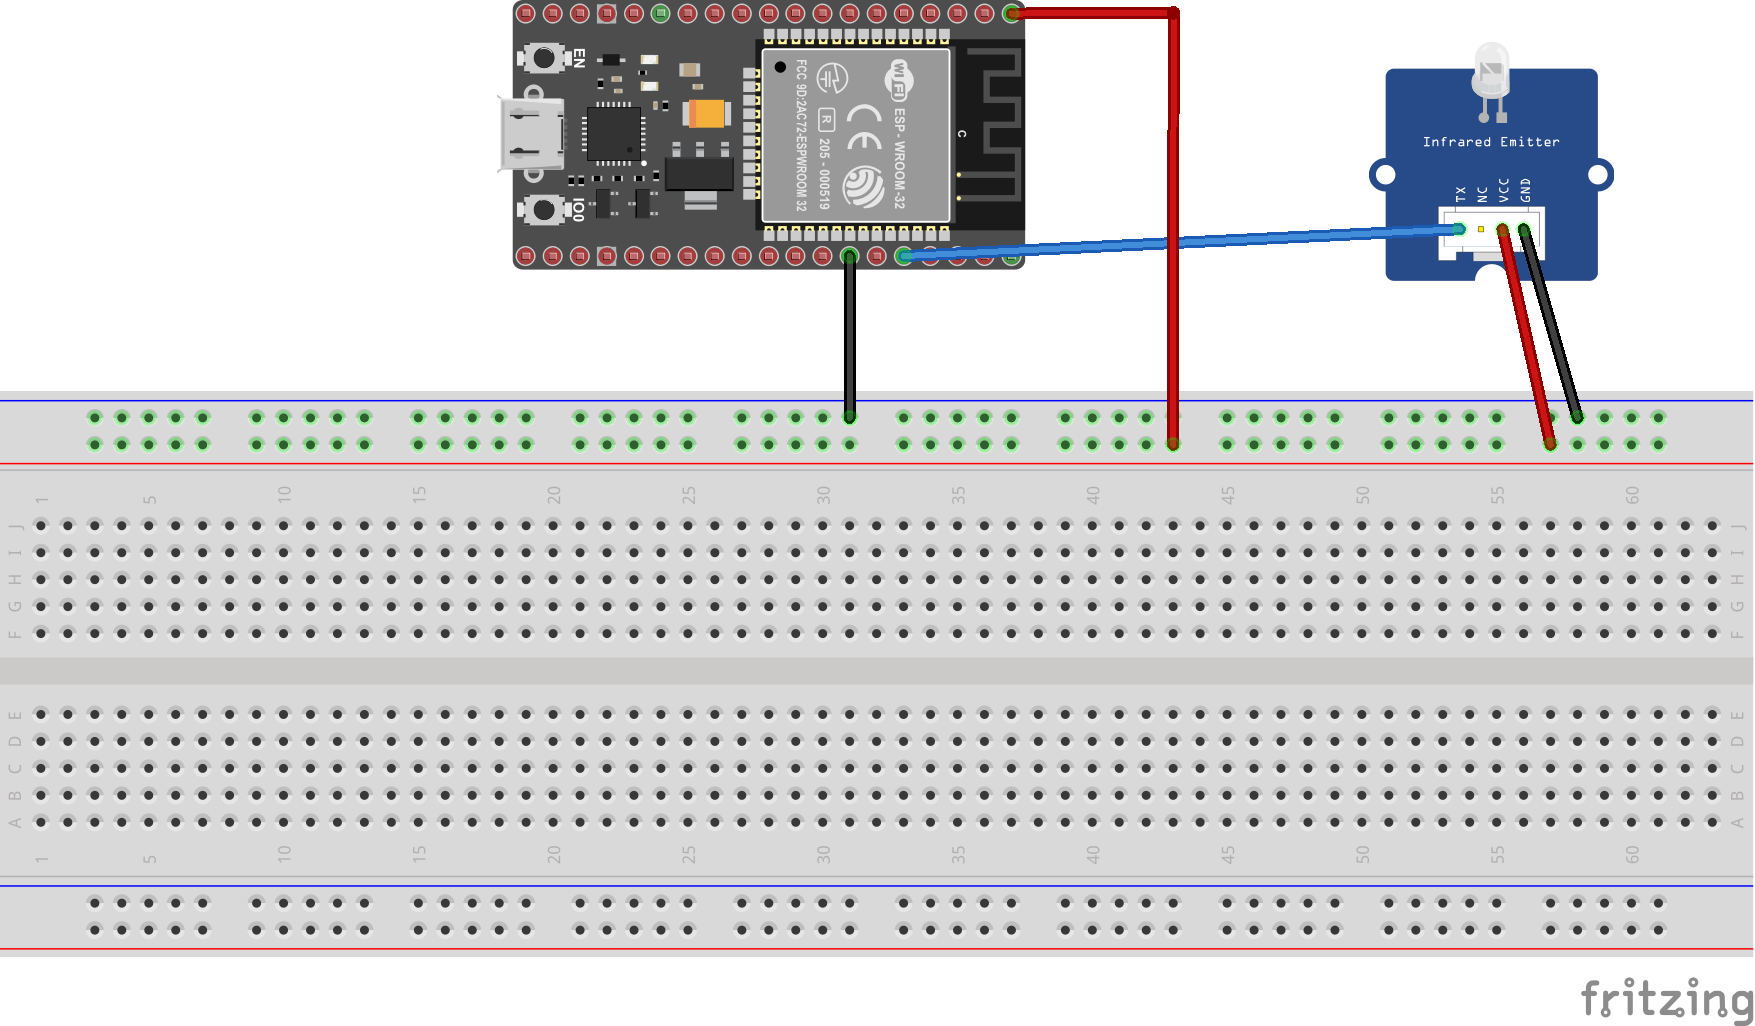 EN
IO0
FCC 9D:2AC72-ESPWROOM 32
R
205 - 000519
CE
WiFi
ESP - WROOM -32
C
Infrared Emitter
TX
NC
VCC
GND
1 5 10 15 20 25 30 35 40 45 50 55 60
J J
I I
H H
G G
F F
E E
D D
C C
B B
A A
1 5 10 15 20 25 30 35 40 45 50 55 60
fritzing